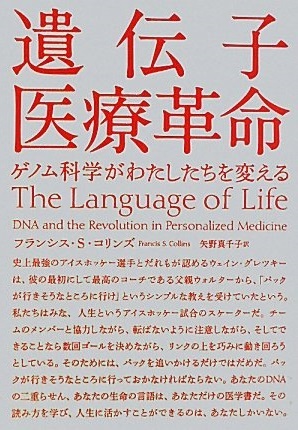 遺伝子
医療革命
ゲノム科学がわたしたちを変える
The Language of Life
DNA and the Revolution in Personalized Medicine
フランシス・S・コリンズ Francis S. Collins 矢野真千子訳
史上最強のアイスホッケー選手とだれもが認めるウェイン・グレツキー
は、彼の最初にして最高のコーチである父親ウォルターから、「パック
が行きそうなところに行け」というシンプルな教えを受けていたという。
私たちはみな、人生というアイスホッケー試合のスケーターだ。チー
ムのメンバーと協力しながら、転ばないように注意しながら、そしてで
きることなら数回ゴールを決めながら、リンクの上を巧みに動き回ろう
としている。そのためには、パックを追いかけるだけではだめだ。パッ
クが行きそうなところに行っておかなければならない。あなたのDNA
の二重らせん、あなたの生命の言語は、あなただけの医学書だ。その
読み方を学び、人生に活かすことができるのは、あなたしかいない。